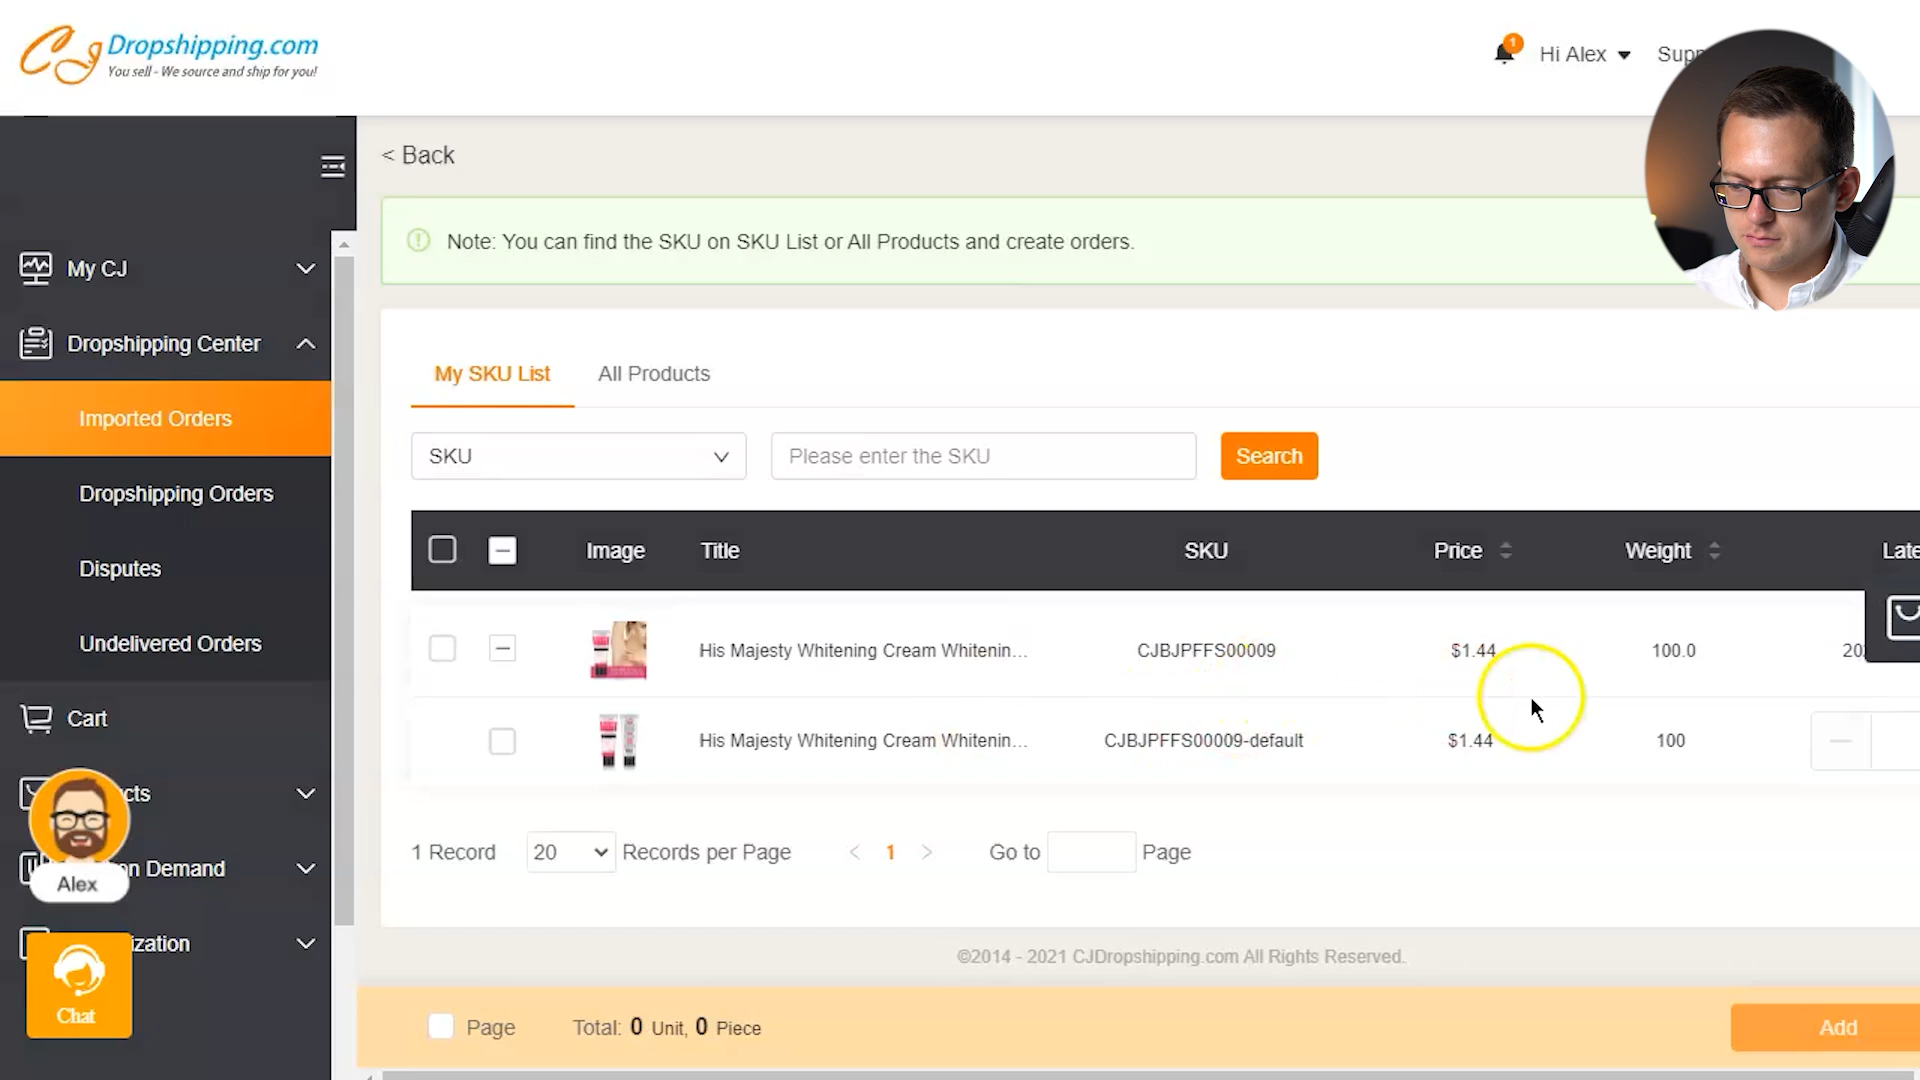 CJ Dropshipping.com
You sell - We source and ship for you!
1
Hi Alex
< Back
Note: You can find the SKU on SKU List or All Products and create orders.
My CJ
Dropshipping Center
Imported Orders
Dropshipping Orders
Disputes
Undelivered Orders
Cart
Alex
Chat
My SKU List
All Products
SKU
Please enter the SKU
Search
Image Title SKU Price Weight
His Majesty Whitening Cream Whitenin... CJBJPFFS00009 $1.44 100.0
His Majesty Whitening Cream Whitenin... CJBJPFFS00009-default $1.44 100
1 Record 20 Records per Page < 1 > Go to Page
©2014 - 2021 CJDropshipping.com All Rights Reserved.
Page Total: 0 Unit, 0 Piece Add